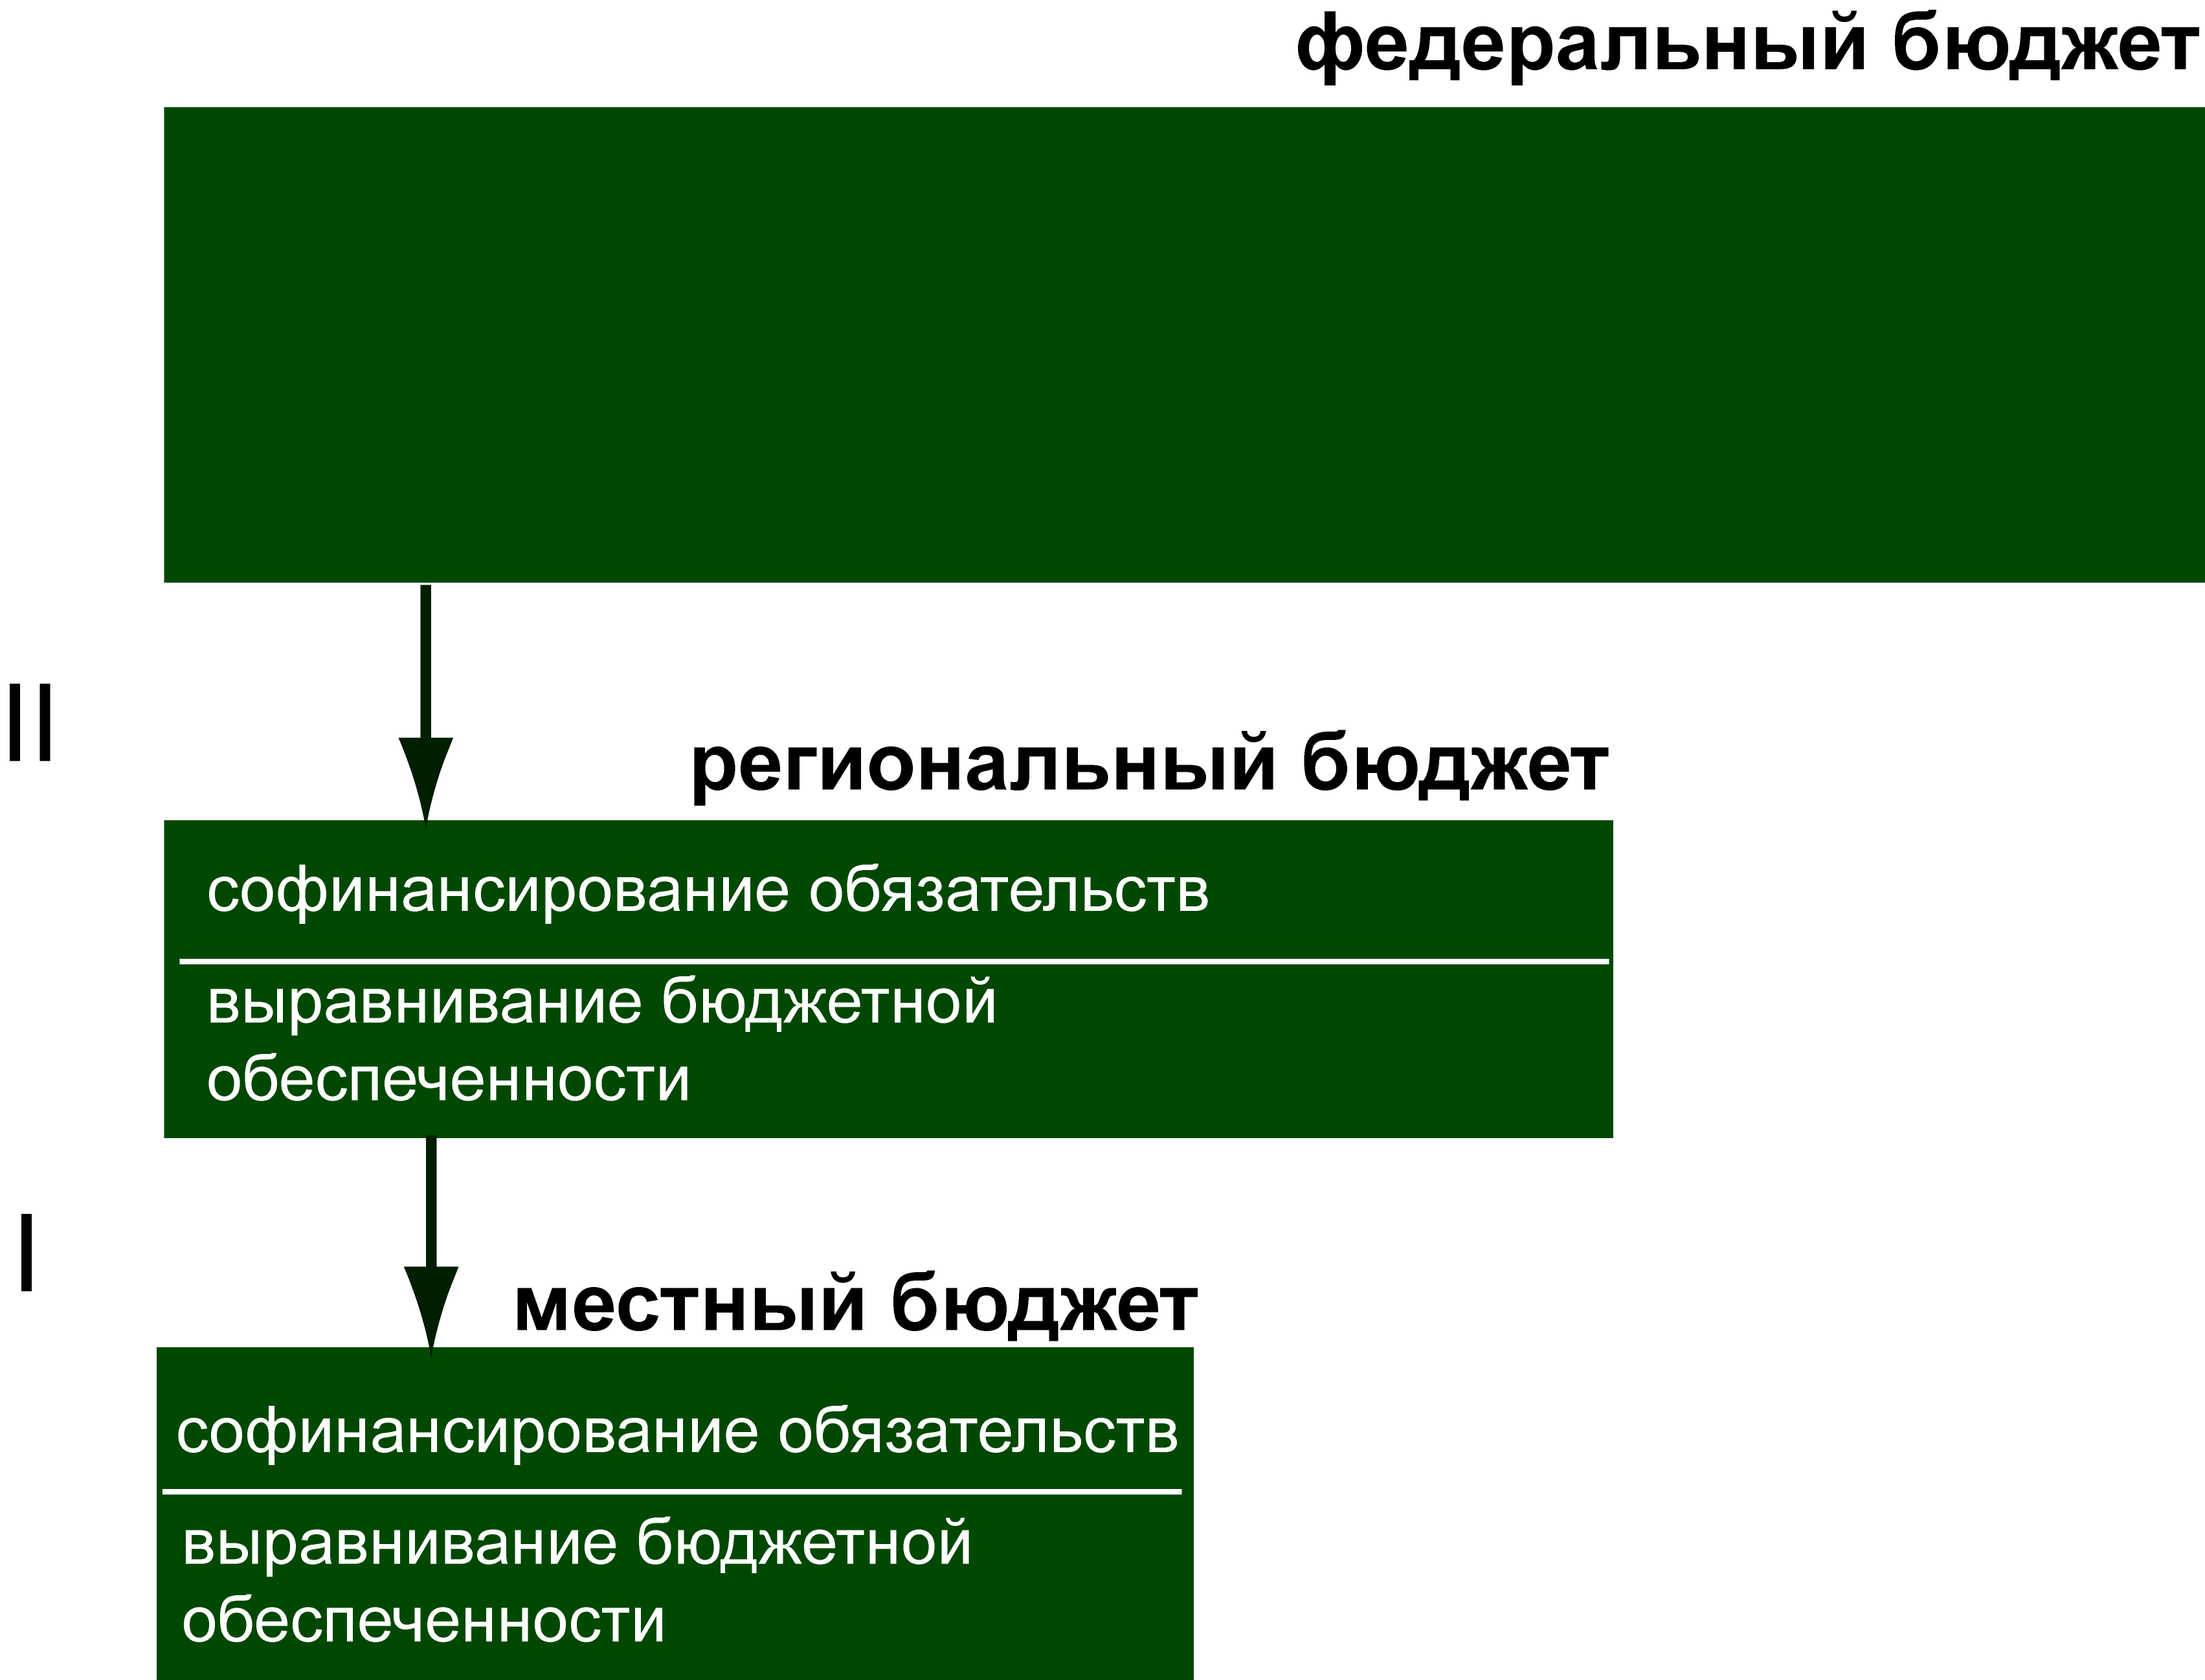 федеральный бюджет
II
региональный бюджет
софинансирование обязательств
выравнивание бюджетной
обеспеченности
I
местный бюджет
софинансирование обязательств
выравнивание бюджетной
обеспеченности